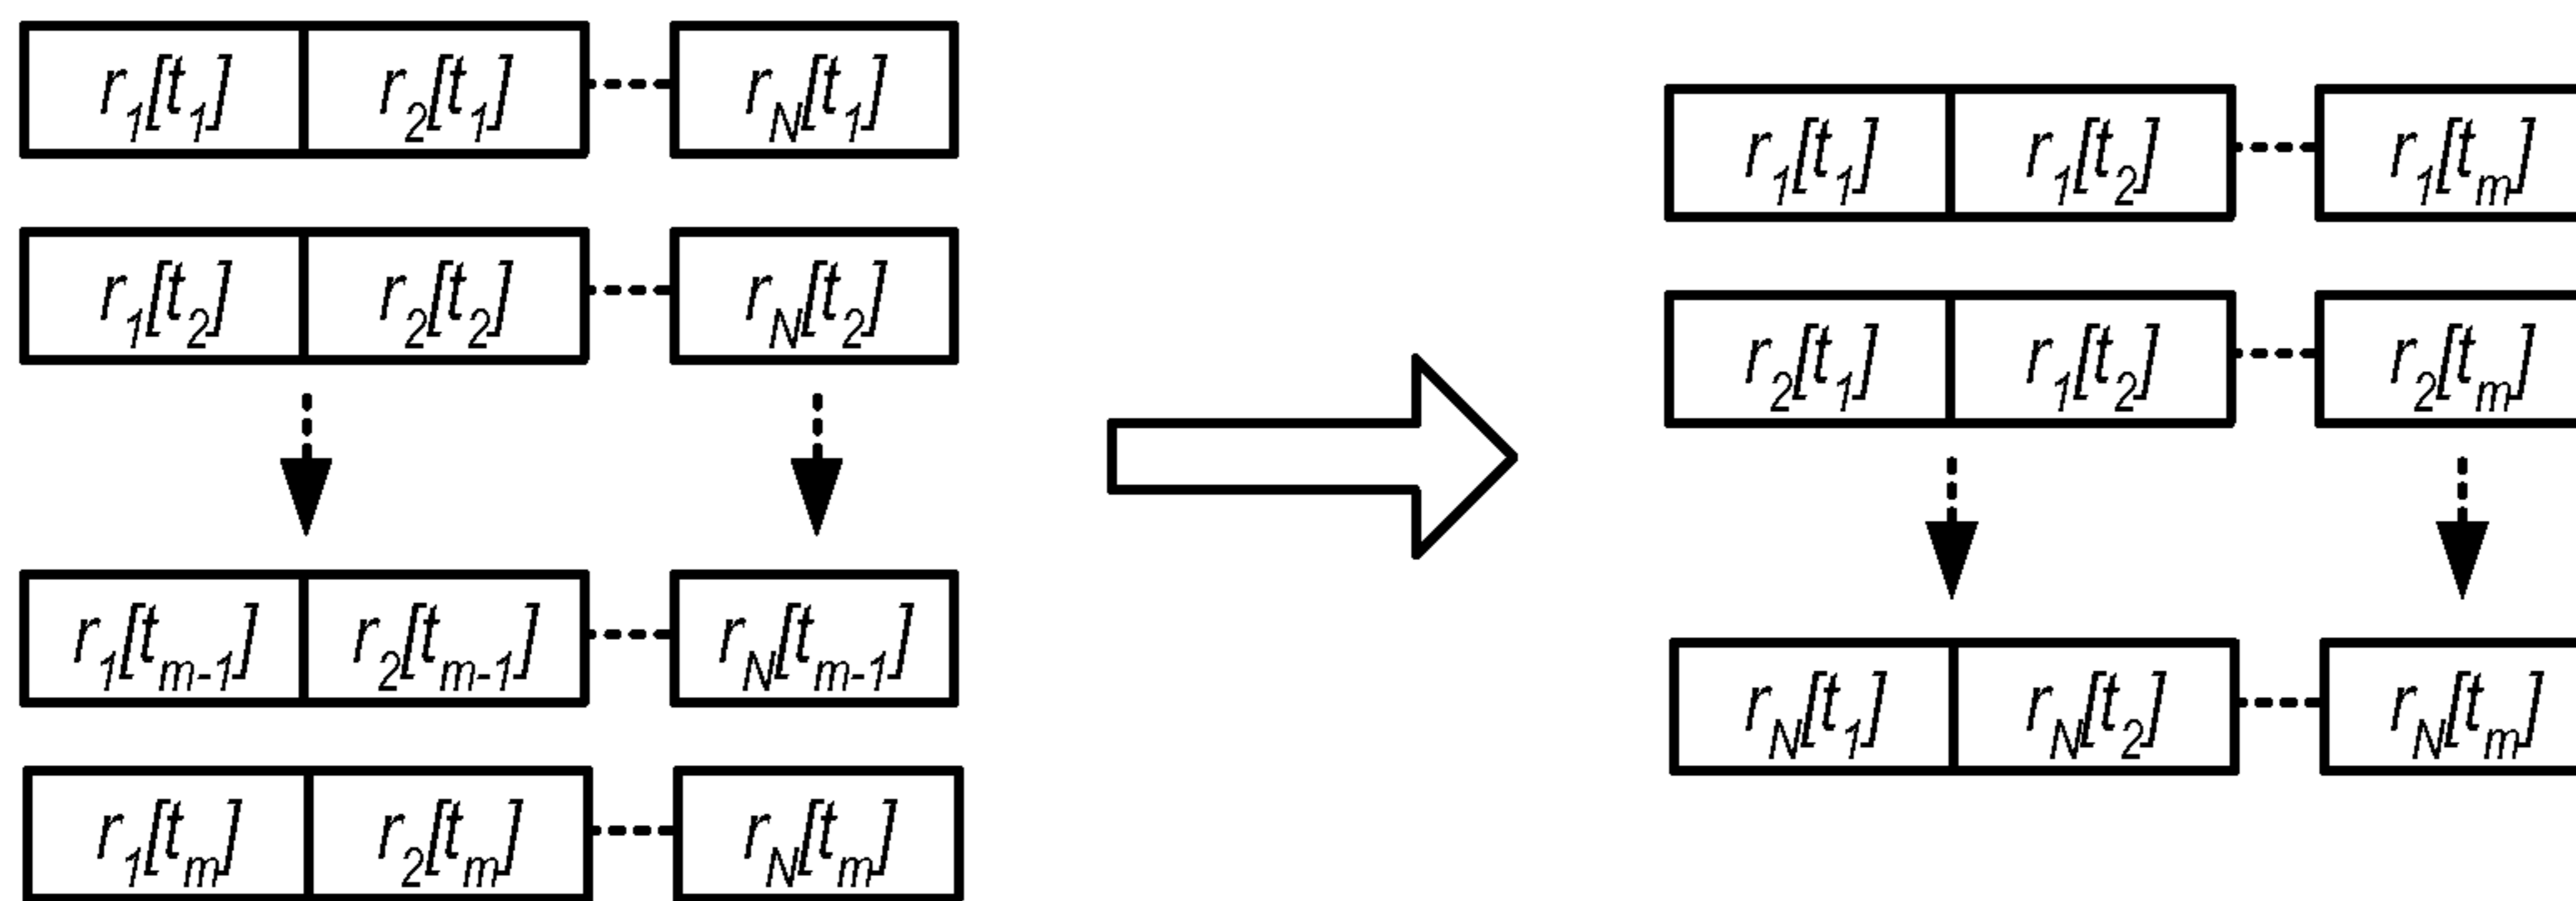 r1[t1] r2[t1] rN[t1]
r1[t2] r2[t2] rN[t2]
r1[tm-1] r2[tm-1] rN[tm-1]
r1[tm] r2[tm] rN[tm]
r1[t1] r1[t2] r1[tm]
r2[t1] r1[t2] r2[tm]
rN[t1] rN[t2] rN[tm]